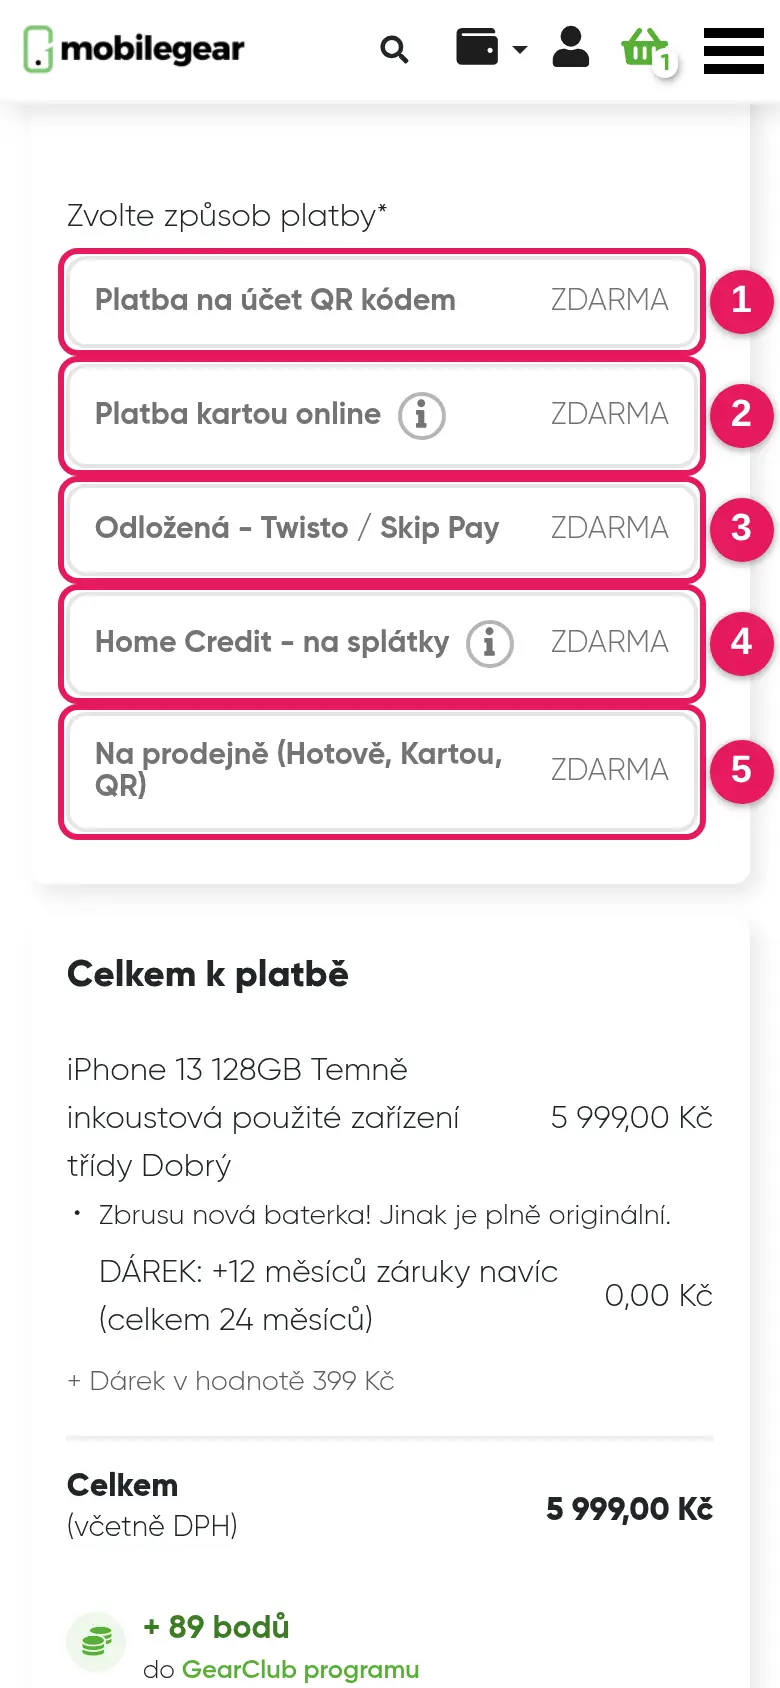 mobilegear
1
Zvolte způsob platby*
Platba na účet QR kódem ZDARMA 1
Platba kartou online i ZDARMA 2
Odložená - Twisto / Skip Pay ZDARMA 3
Home Credit - na splátky i ZDARMA 4
Na prodejně (Hotově, Kartou,
QR) ZDARMA 5
Celkem k platbě
iPhone 13 128GB Temně
inkoustová použité zařízení 5 999,00 Kč
třídy Dobrý
• Zbrusu nová baterka! Jinak je plně originální.
DÁREK: +12 měsíců záruky navíc
(celkem 24 měsíců) 0,00 Kč
+ Dárek v hodnotě 399 Kč
Celkem
(včetně DPH) 5 999,00 Kč
+ 89 bodů
do GearClub programu